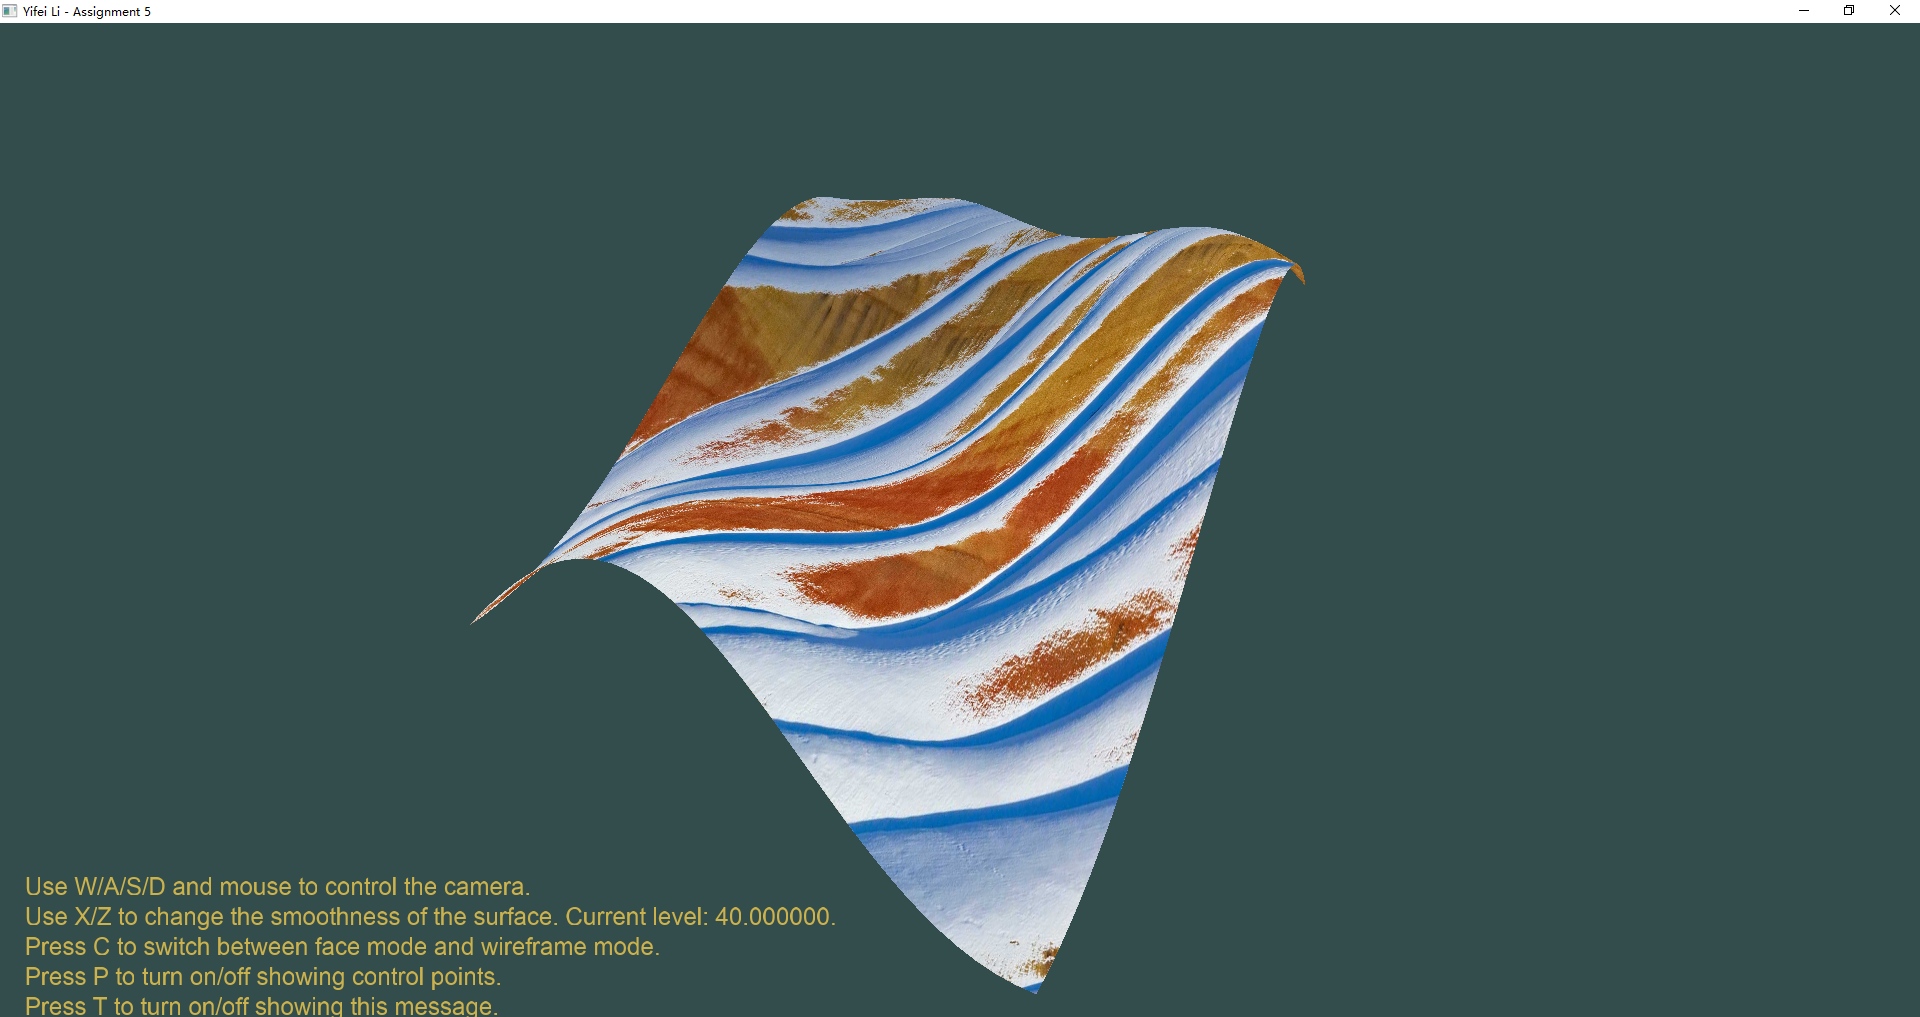 Yifei Li - Assignment 5
Use W/A/S/D and mouse to control the camera.
Use X/Z to change the smoothness of the surface. Current level: 40.000000.
Press C to switch between face mode and wireframe mode.
Press P to turn on/off showing control points.
Press T to turn on/off showing this message.